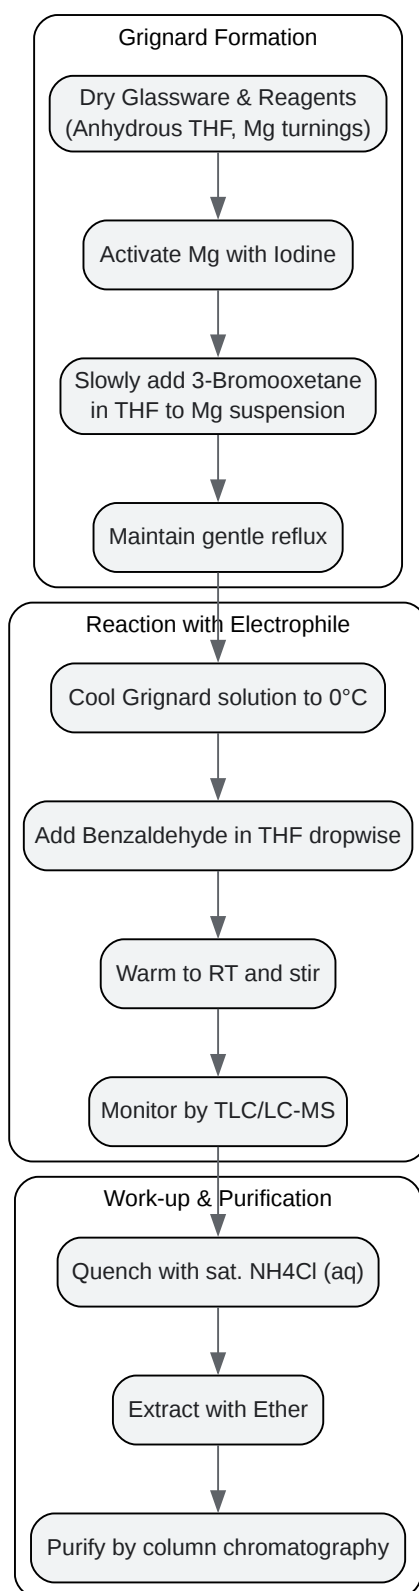 Grignard Formation
Dry Glassware & Reagents
(Anhydrous THF, Mg turnings)
Activate Mg with Iodine
Slowly add 3-Bromooxetane
in THF to Mg suspension
Maintain gentle reflux
Reaction with Electrophile
Cool Grignard solution to 0°C
Add Benzaldehyde in THF dropwise
Warm to RT and stir
Monitor by TLC/LC-MS
Work-up & Purification
Quench with sat. NH4Cl (aq)
Extract with Ether
Purify by column chromatography